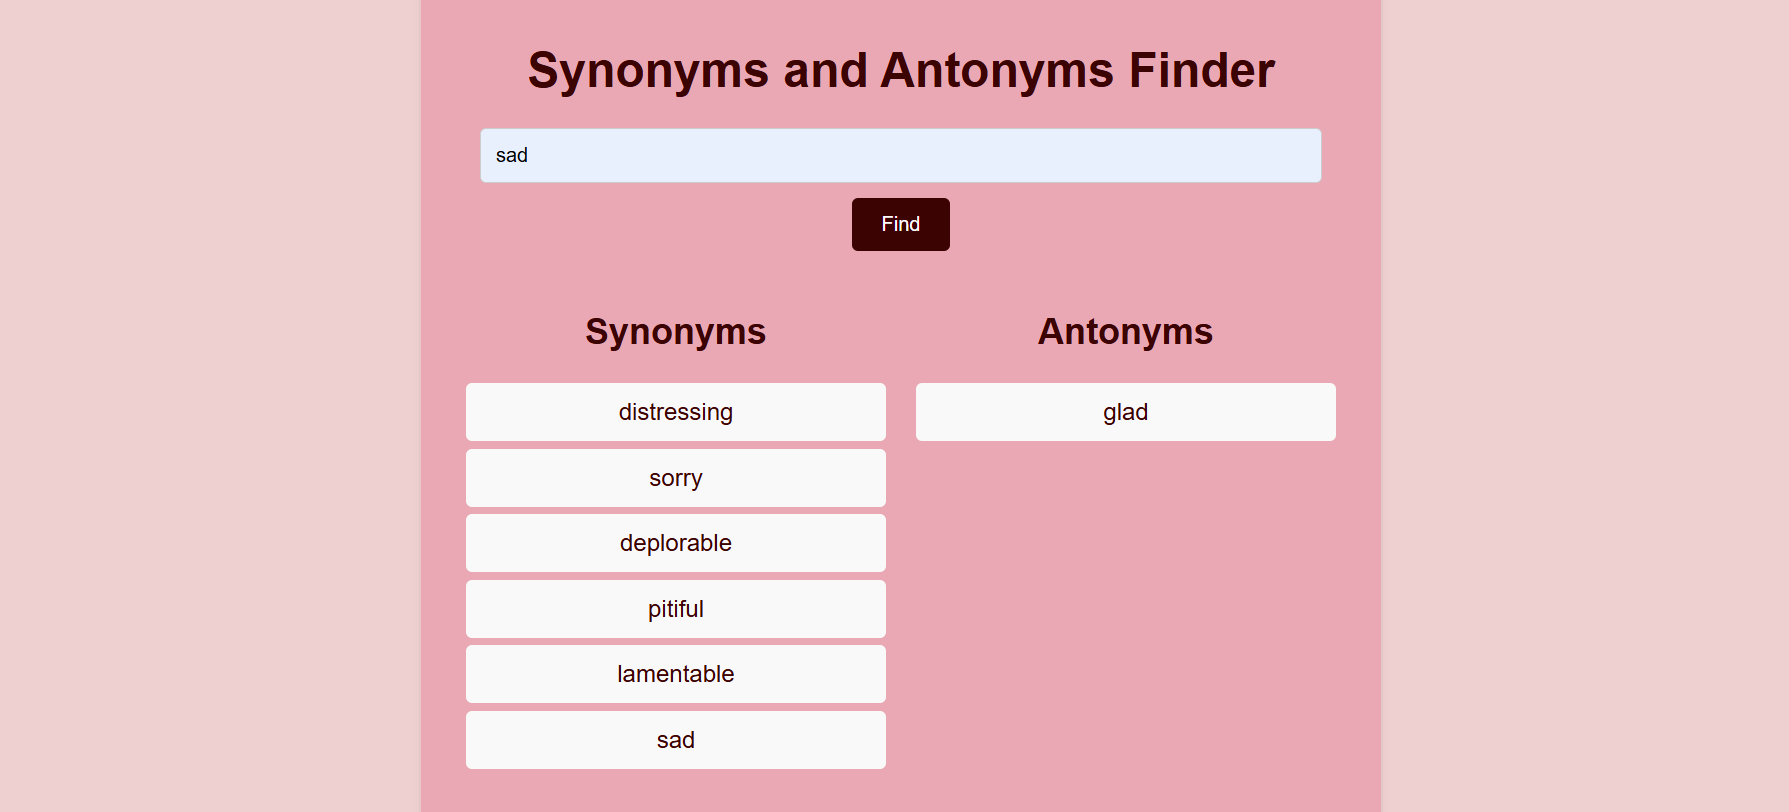 Synonyms and Antonyms Finder
sad
Find
Synonyms
distressing
sorry
deplorable
pitiful
lamentable
sad
Antonyms
glad